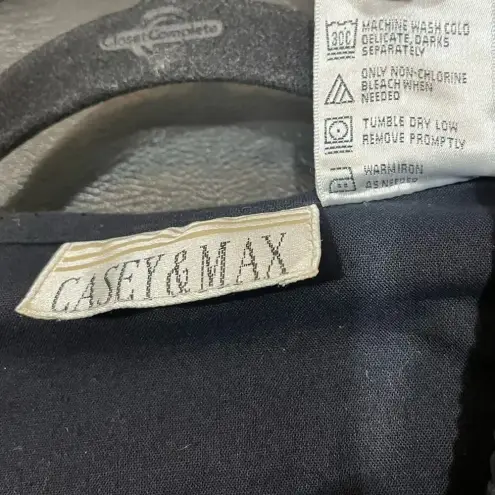 Closet Complete
30C
MACHINE WASH COLD
DELICATE, DARKS
SEPARATELY
ONLY NON-CHLORINE
BLEACH WHEN
NEEDED
TUMBLE DRY LOW
REMOVE PROMPTLY
WARM IRON
AS NEEDED
CASEY & MAX